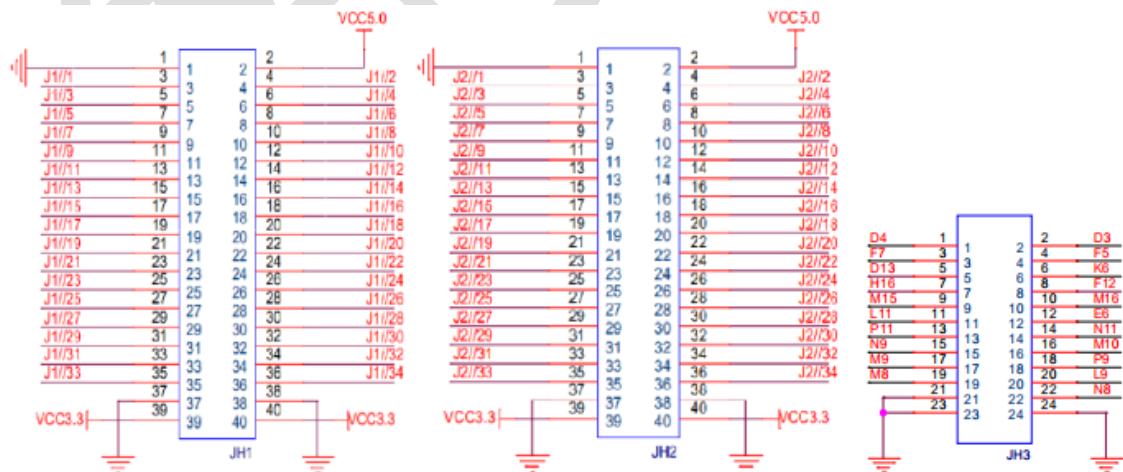 VCC5.0
1 1 2 2
J1//1 3 3 4 4 J1//2
J1//3 5 5 6 6 J1//4
J1//5 7 7 8 8 J1//6
J1//7 9 9 10 10 J1//8
J1//9 11 11 12 12 J1//10
J1//11 13 13 14 14 J1//12
J1//13 15 15 16 16 J1//14
J1//15 17 17 18 18 J1//16
J1//17 19 19 20 20 J1//18
J1//19 21 21 22 22 J1//20
J1//21 23 23 24 24 J1//22
J1//23 25 25 26 26 J1//24
J1//25 27 27 28 28 J1//26
J1//27 29 29 30 30 J1//28
J1//29 31 31 32 32 J1//30
J1//31 33 33 34 34 J1//32
J1//33 35 35 36 36 J1//34
37 37 38 38
VCC3.3 39 39 40 40 VCC3.3
JH1
VCC5.0
1 1 2 2
J2//1 3 3 4 4 J2//2
J2//3 5 5 6 6 J2//4
J2//5 7 7 8 8 J2//6
J2//7 9 9 10 10 J2//8
J2//9 11 11 12 12 J2//10
J2//11 13 13 14 14 J2//12
J2//13 15 15 16 16 J2//14
J2//15 17 17 18 18 J2//16
J2//17 19 19 20 20 J2//18
J2//19 21 21 22 22 J2//20
J2//21 23 23 24 24 J2//22
J2//23 25 25 26 26 J2//24
J2//25 27 27 28 28 J2//26
J2//27 29 29 30 30 J2//28
J2//29 31 31 32 32 J2//30
J2//31 33 33 34 34 J2//32
J2//33 35 35 36 36 J2//34
37 37 38 38
VCC3.3 39 39 40 40 VCC3.3
JH2
D4 1 1 2 2 D3
F7 3 3 4 4 F5
D13 5 5 6 6 K6
H16 7 7 8 8 F12
M15 9 9 10 10 M16
L11 11 11 12 12 E6
P11 13 13 14 14 N11
N9 15 15 16 16 M10
M9 17 17 18 18 P9
M8 19 19 20 20 L9
21 21 22 22 N8
23 23 24 24
JH3